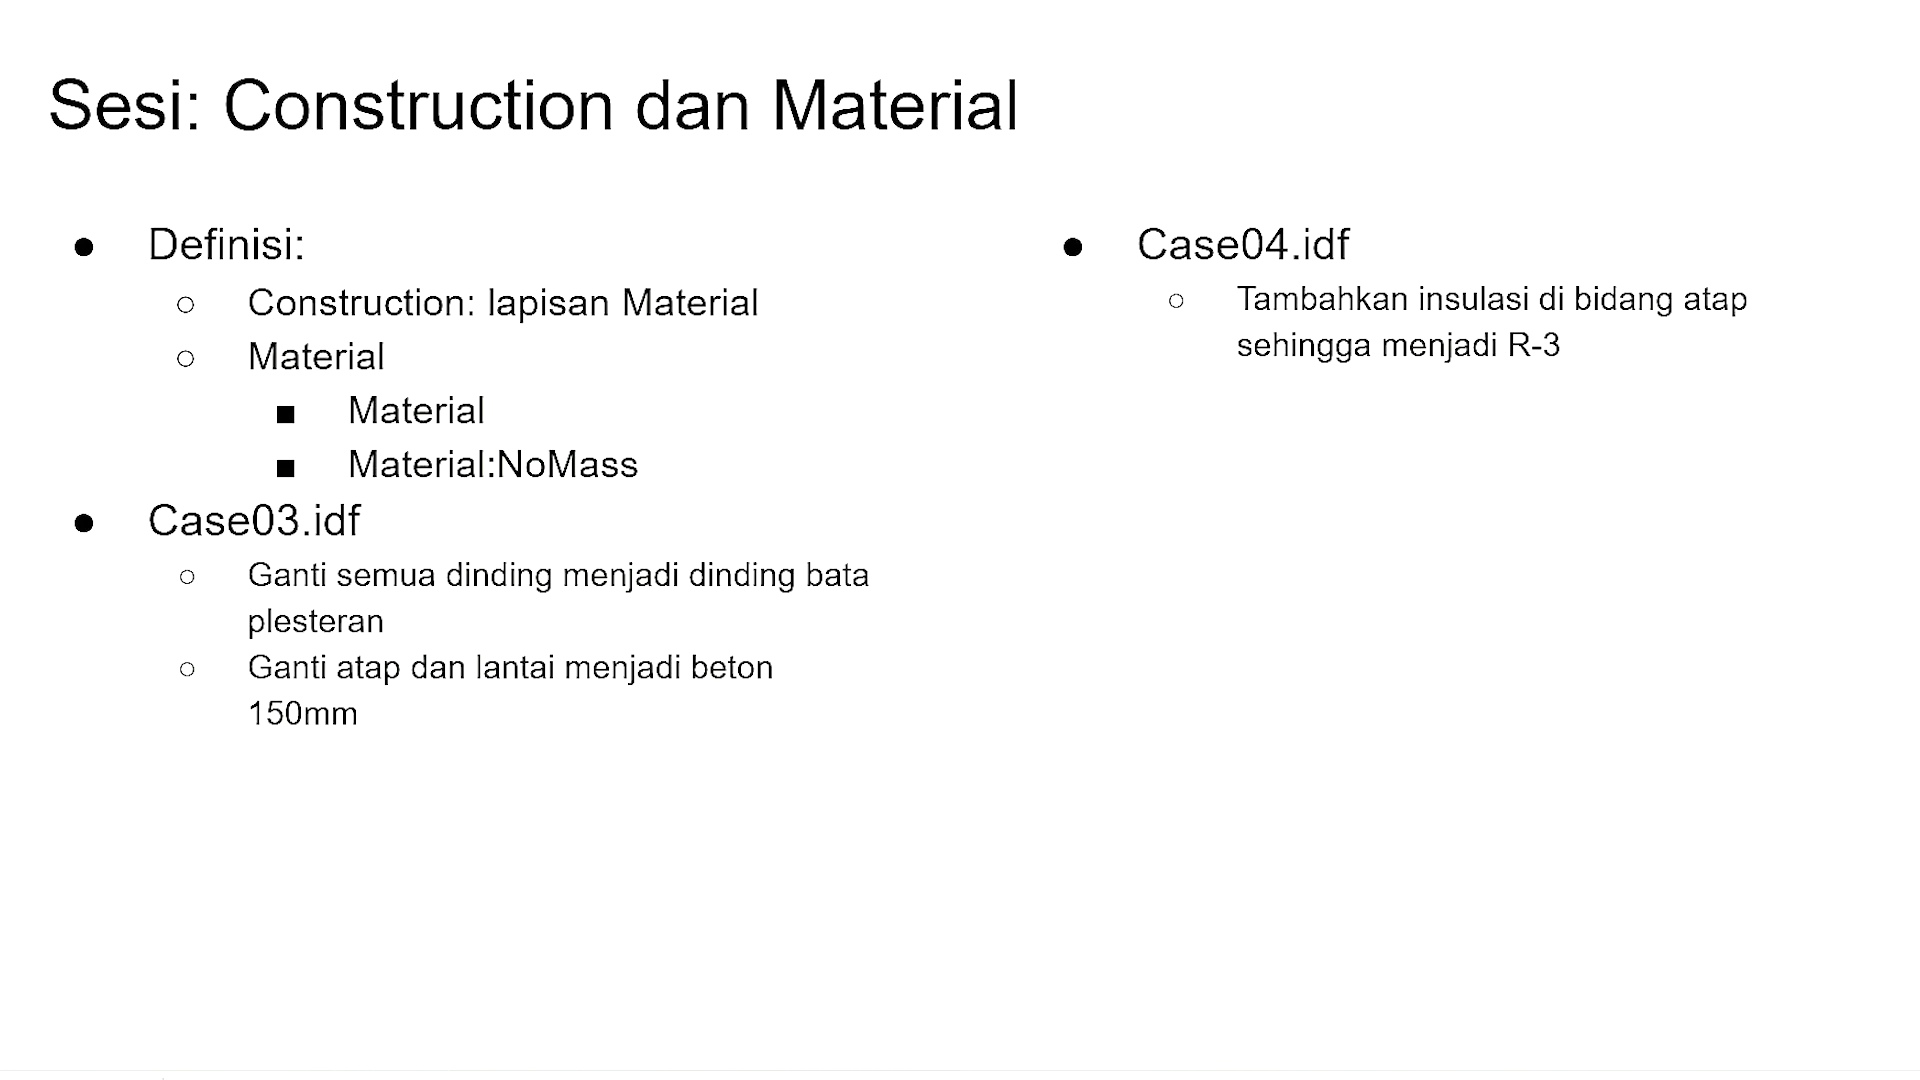 Sesi: Construction dan Material
● Definisi:
○ Construction: lapisan Material
○ Material
■ Material
■ Material:NoMass
● Case03.idf
○ Ganti semua dinding menjadi dinding bata
plesteran
○ Ganti atap dan lantai menjadi beton
150mm
● Case04.idf
○ Tambahkan insulasi di bidang atap
sehingga menjadi R-3